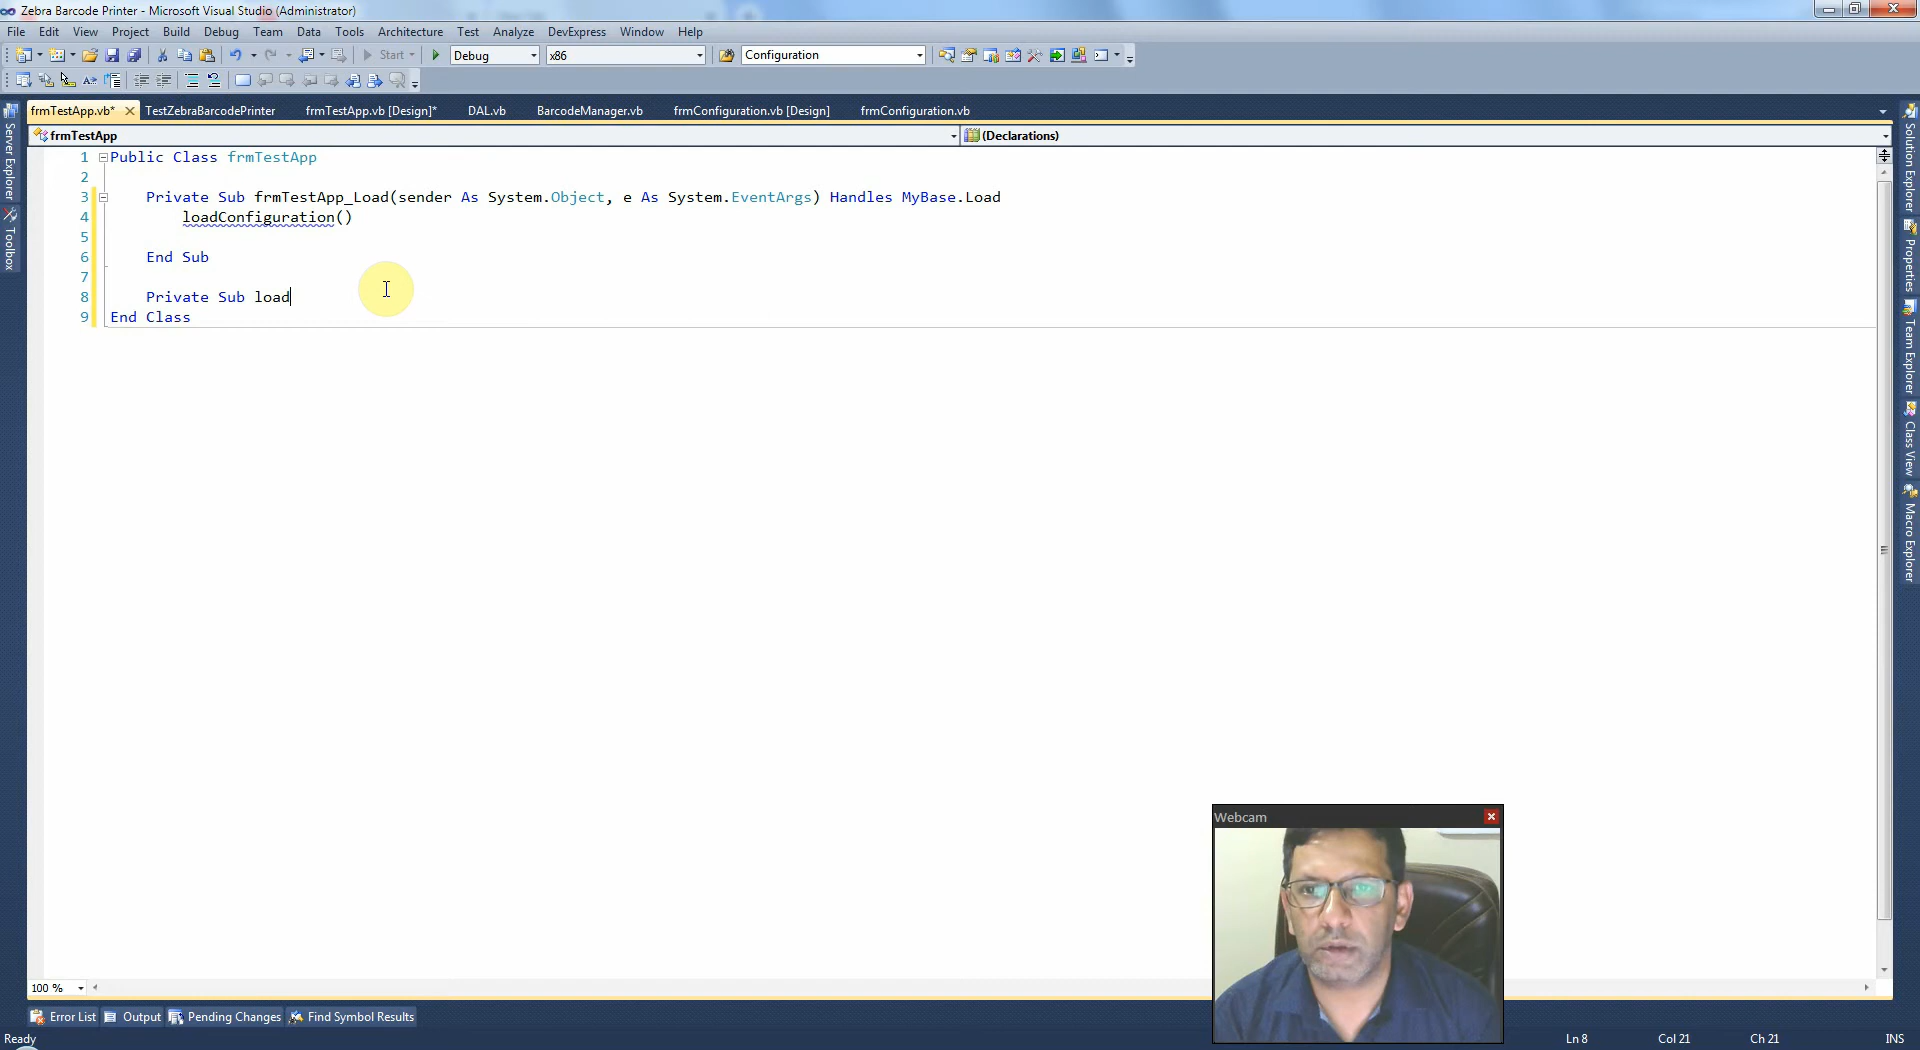 Zebra Barcode Printer - Microsoft Visual Studio (Administrator)
File Edit View Project Build Debug Team Data Tools Architecture Test Analyze DevExpress Window Help
Start Debug x86 Configuration
frmTestApp.vb* TestZebraBarcodePrinter frmTestApp.vb [Design]* DAL.vb BarcodeManager.vb frmConfiguration.vb [Design] frmConfiguration.vb
frmTestApp (Declarations)
1 Public Class frmTestApp
2
3 Private Sub frmTestApp_Load(sender As System.Object, e As System.EventArgs) Handles MyBase.Load
4 loadConfiguration()
5
6 End Sub
7
8 Private Sub load
9 End Class
Server Explorer
Toolbox
Solution Explorer
Properties
Team Explorer
Class View
Macro Explorer
Webcam
100 %
Error List Output Pending Changes Find Symbol Results
Ready Ln 8 Col 21 Ch 21 INS